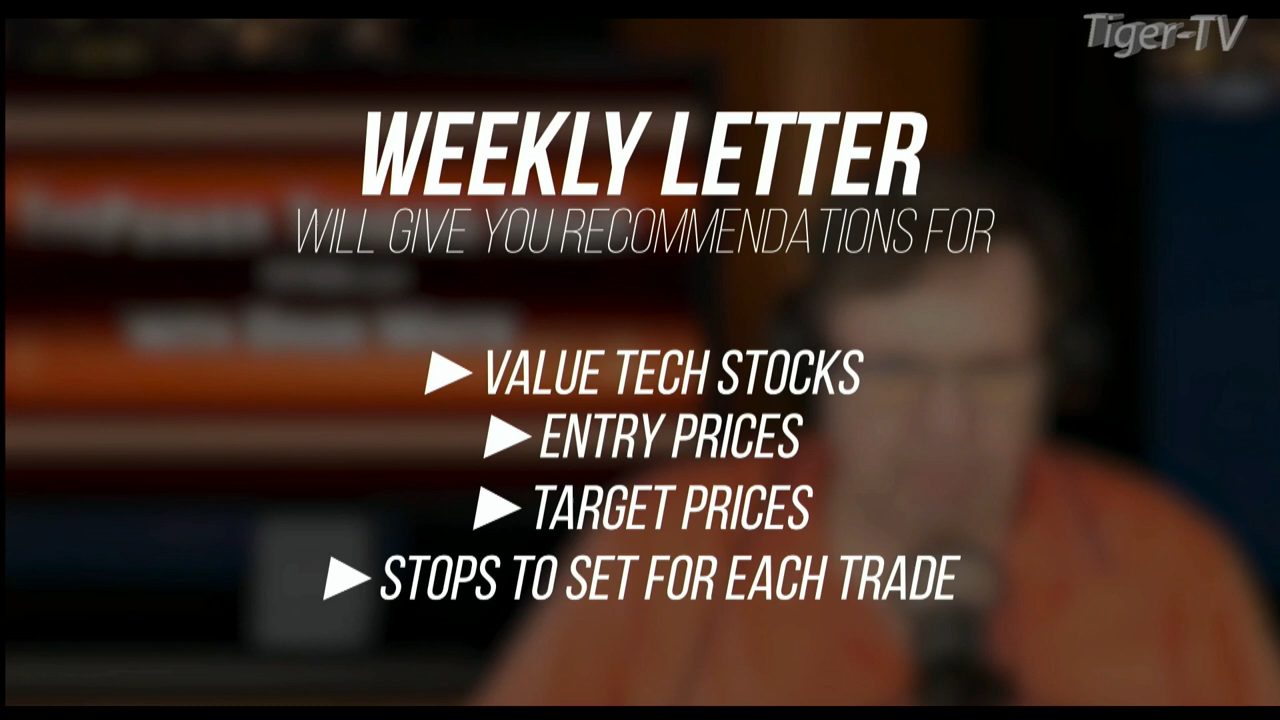 Tiger-TV
WEEKLY LETTER
WILL GIVE YOU RECOMMENDATIONS FOR
VALUE TECH STOCKS
ENTRY PRICES
TARGET PRICES
STOPS TO SET FOR EACH TRADE